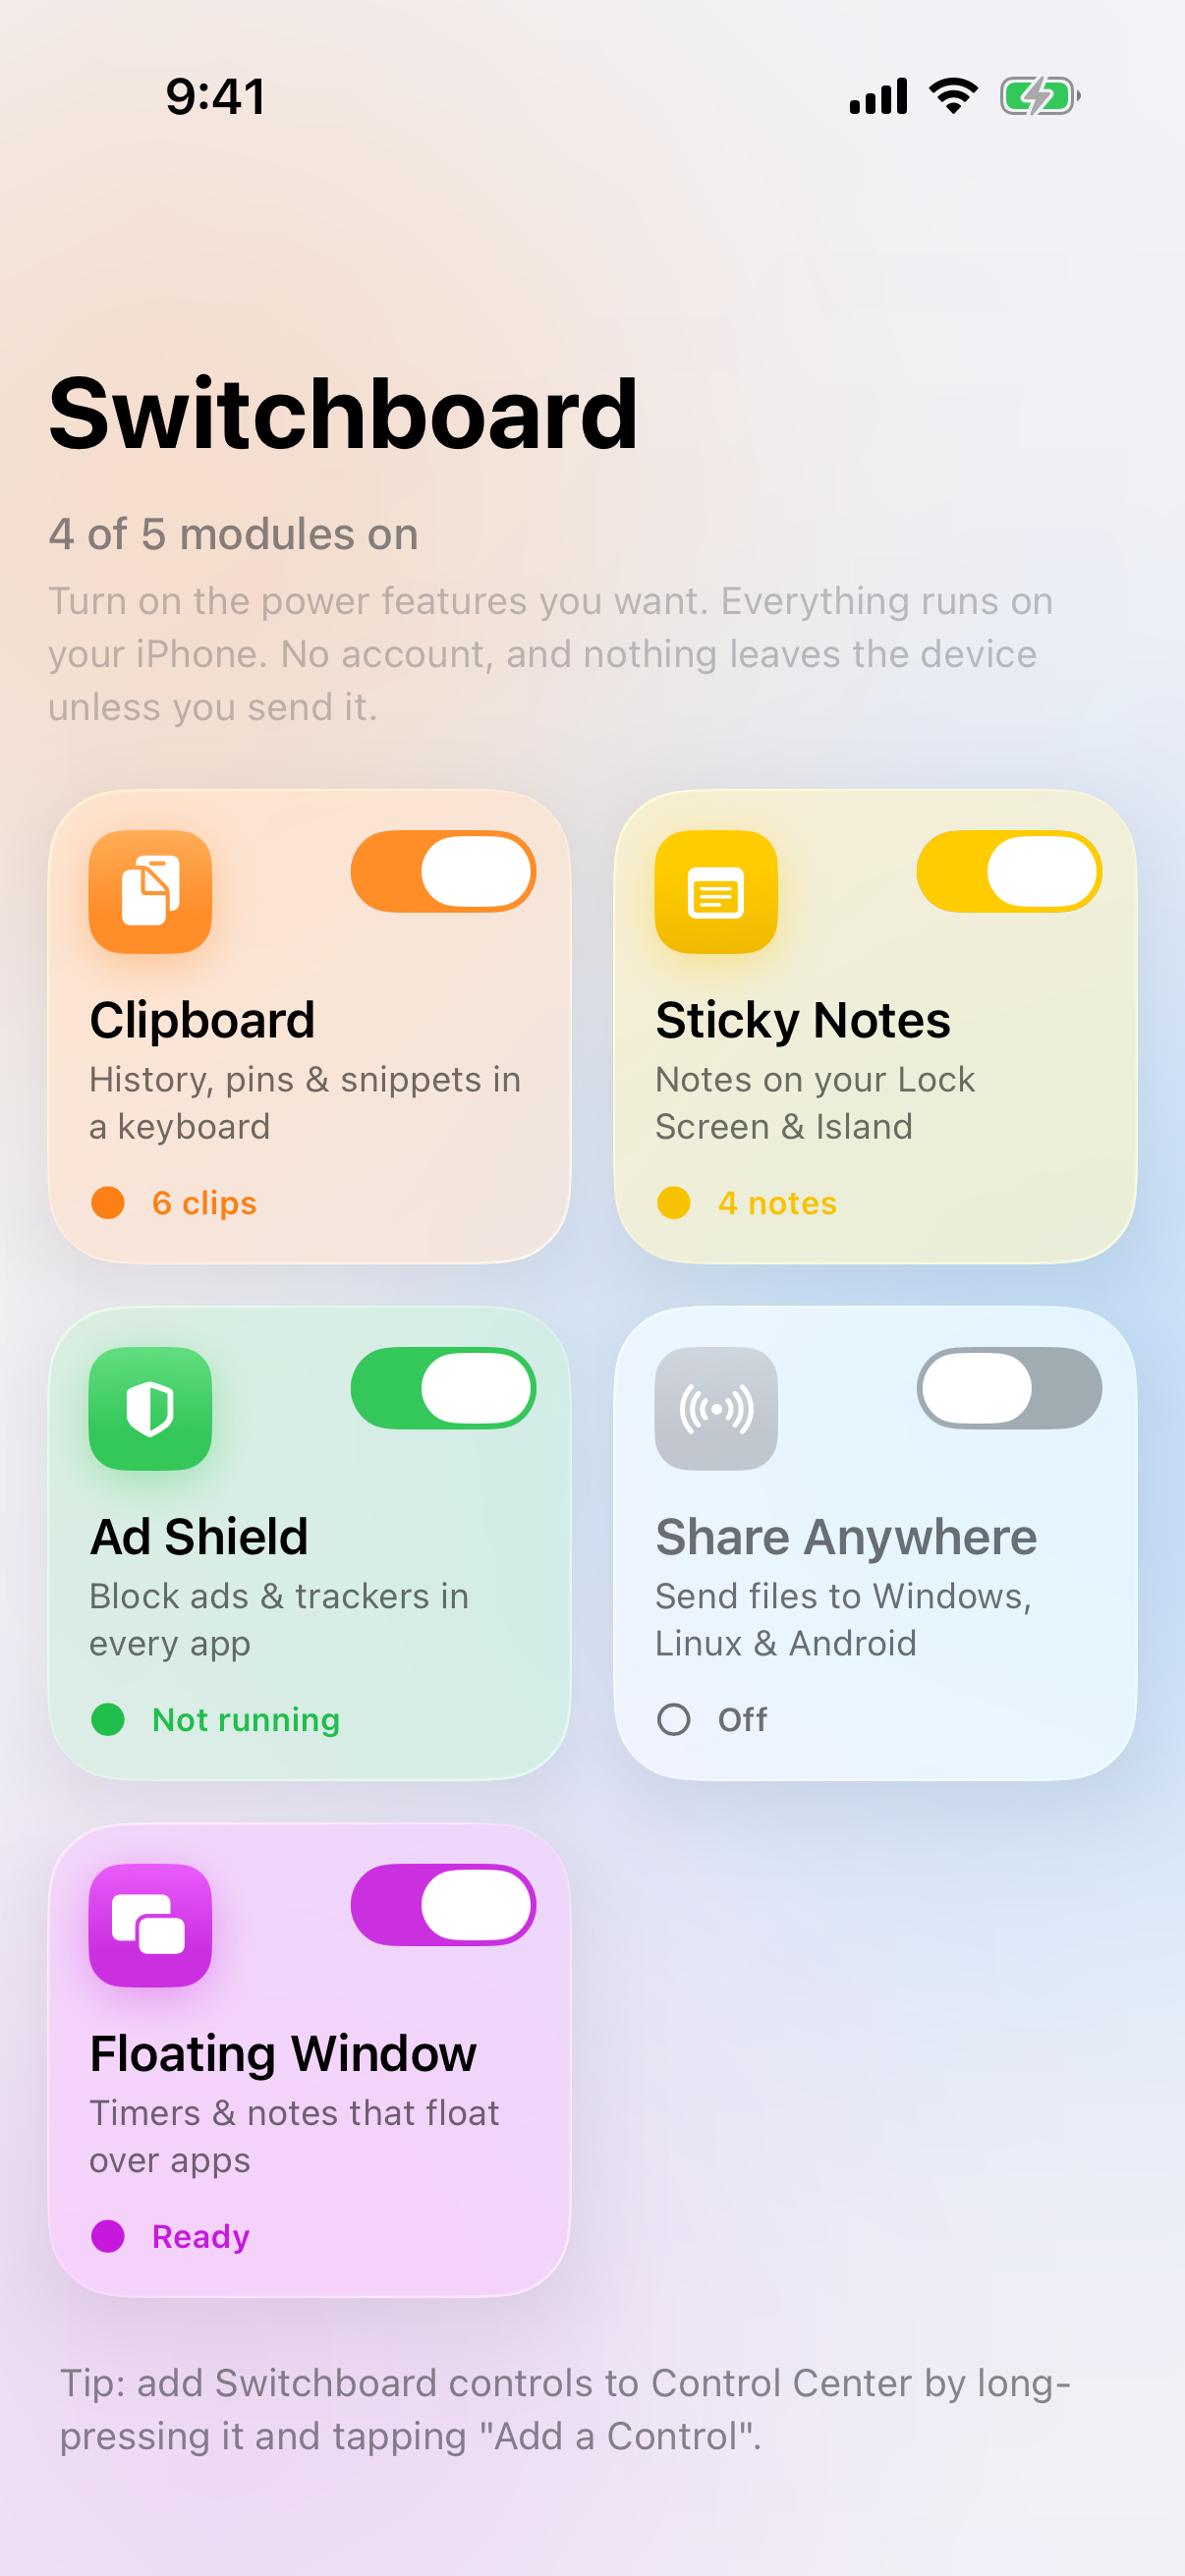 9:41
Switchboard
4 of 5 modules on
Turn on the power features you want. Everything runs on
your iPhone. No account, and nothing leaves the device
unless you send it.
Clipboard
History, pins & snippets in
a keyboard
6 clips
Sticky Notes
Notes on your Lock
Screen & Island
4 notes
Ad Shield
Block ads & trackers in
every app
Not running
Share Anywhere
Send files to Windows,
Linux & Android
Off
Floating Window
Timers & notes that float
over apps
Ready
Tip: add Switchboard controls to Control Center by long-
pressing it and tapping "Add a Control".